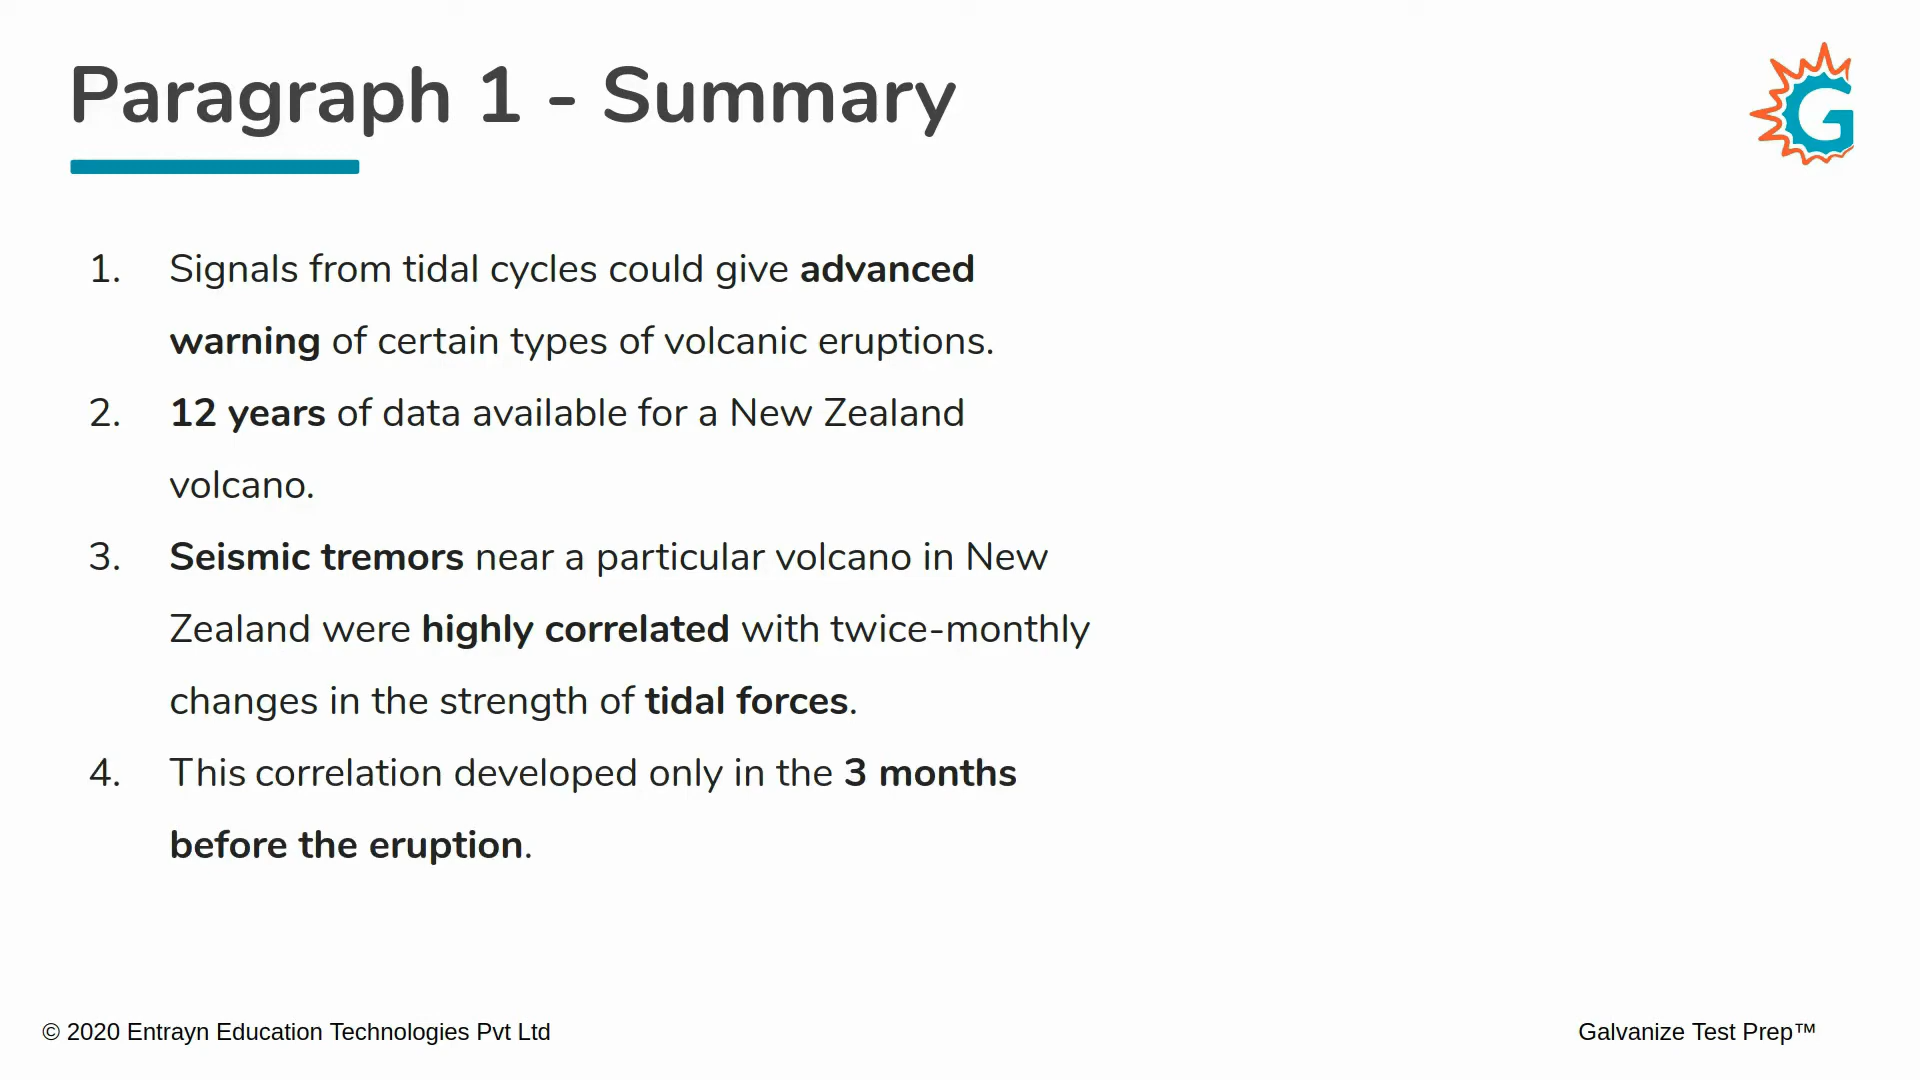 Paragraph 1 - Summary
G
1. Signals from tidal cycles could give advanced
warning of certain types of volcanic eruptions.
2. 12 years of data available for a New Zealand
volcano.
3. Seismic tremors near a particular volcano in New
Zealand were highly correlated with twice-monthly
changes in the strength of tidal forces.
4. This correlation developed only in the 3 months
before the eruption.
© 2020 Entrayn Education Technologies Pvt Ltd
Galvanize Test Prep™